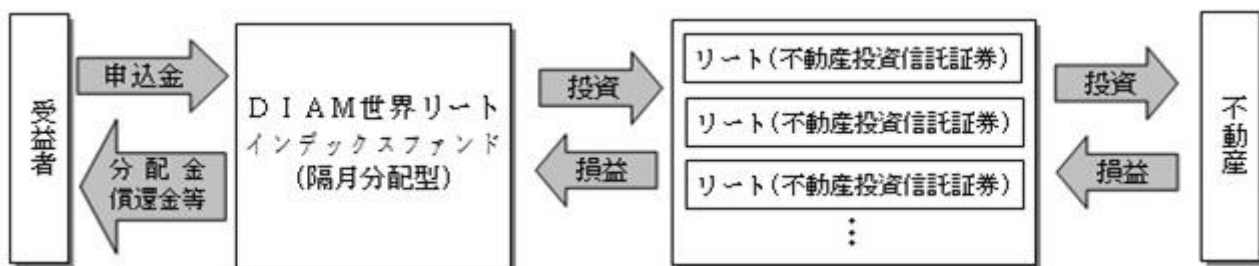 受益者
申込金
分配金
償還金等
ＤＩＡＭ世界リート
インデックスファンド
(隔月分配型)
投資
損益
リート(不動産投資信託証券)
リート(不動産投資信託証券)
リート(不動産投資信託証券)
投資
損益
不動産